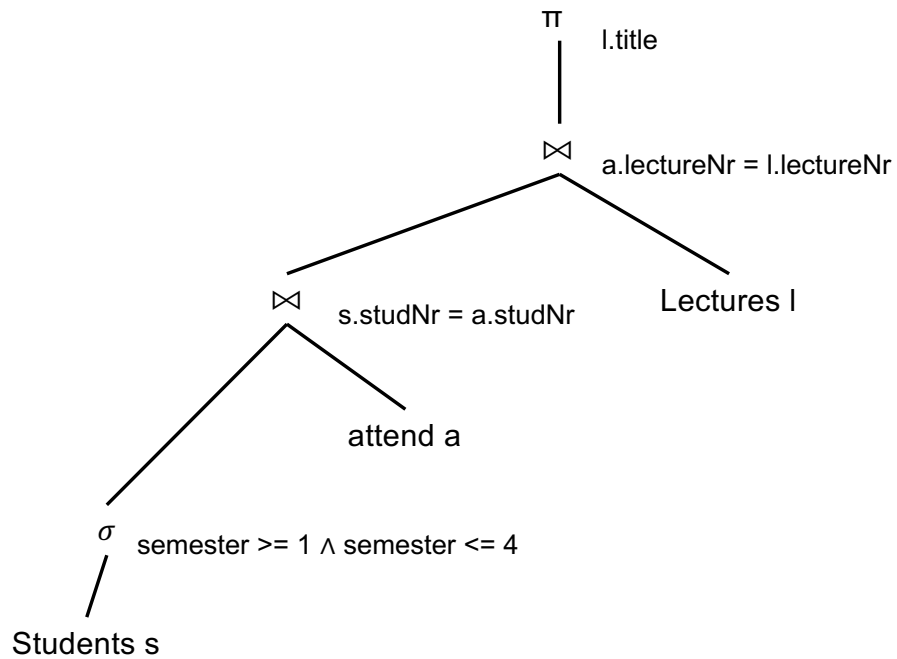 π
l.title
⋈
a.lectureNr = l.lectureNr
⋈
s.studNr = a.studNr
Lectures l
attend a
σ
semester >= 1 ∧ semester <= 4
Students s